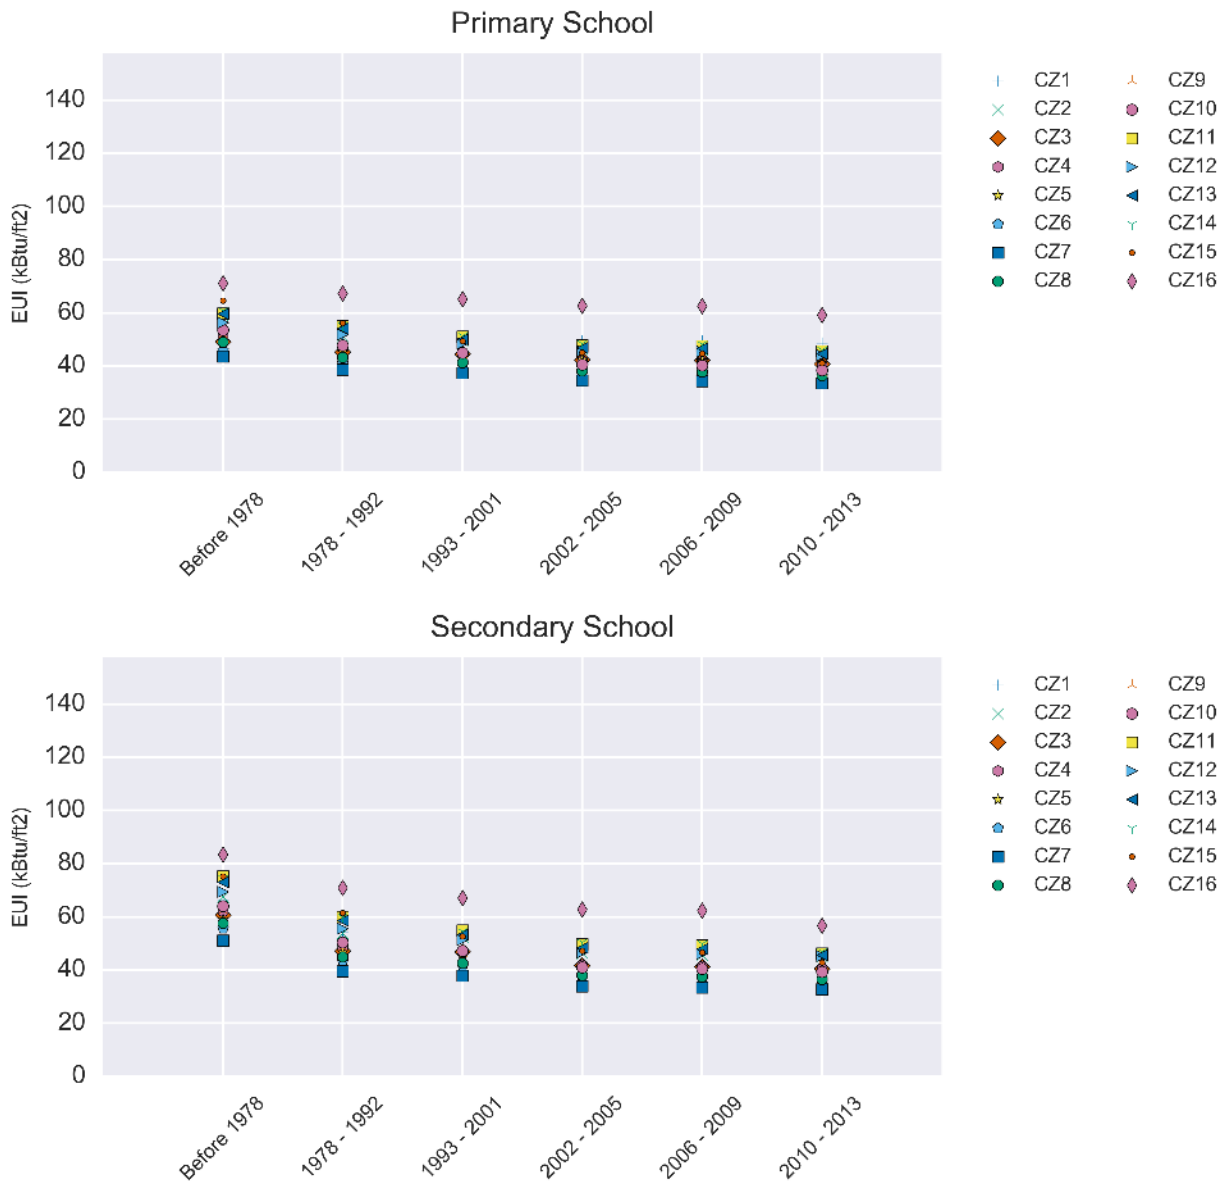 Primary School
EUI (kBtu/ft2)
140
120
100
80
60
40
20
0
Before 1978
1978 - 1992
1993 - 2001
2002 - 2005
2006 - 2009
2010 - 2013
CZ1 CZ9
CZ2 CZ10
CZ3 CZ11
CZ4 CZ12
CZ5 CZ13
CZ6 CZ14
CZ7 CZ15
CZ8 CZ16
Secondary School
EUI (kBtu/ft2)
140
120
100
80
60
40
20
0
Before 1978
1978 - 1992
1993 - 2001
2002 - 2005
2006 - 2009
2010 - 2013
CZ1 CZ9
CZ2 CZ10
CZ3 CZ11
CZ4 CZ12
CZ5 CZ13
CZ6 CZ14
CZ7 CZ15
CZ8 CZ16